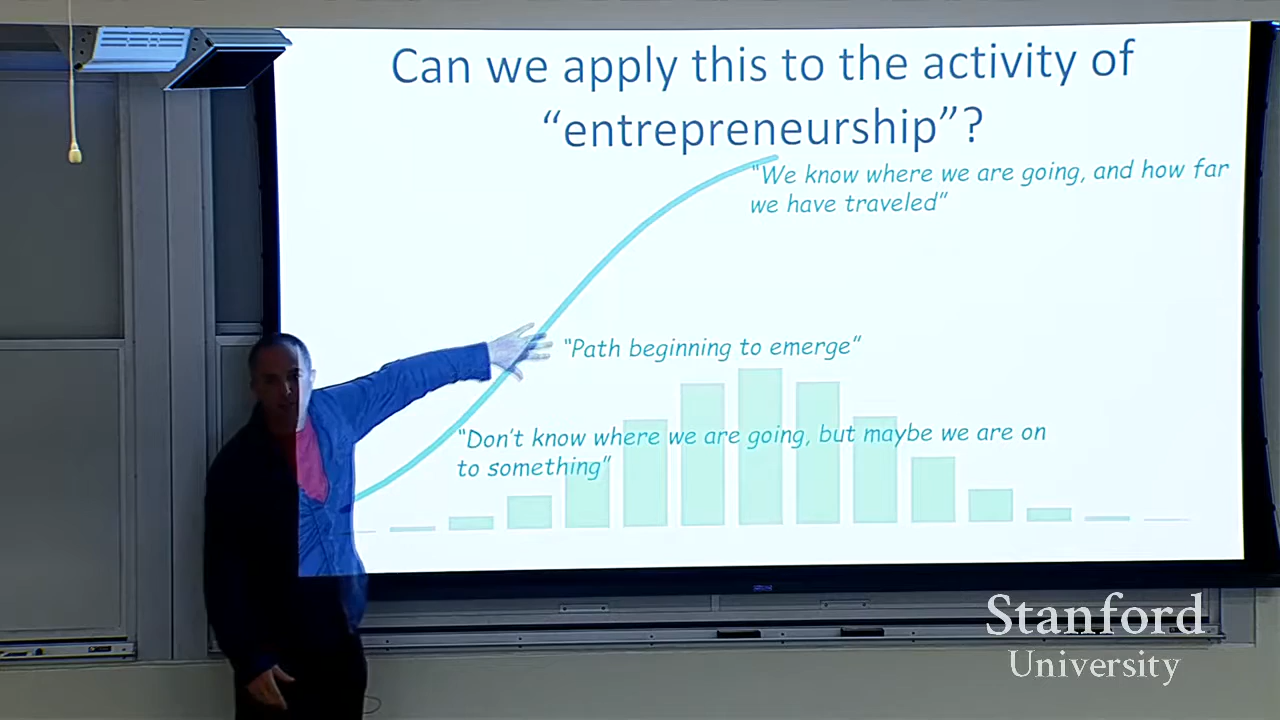 Can we apply this to the activity of
“entrepreneurship”?
“We know where we are going, and how far
we have traveled”
“Path beginning to emerge”
“Don’t know where we are going, but maybe we are on
to something”
Stanford
University